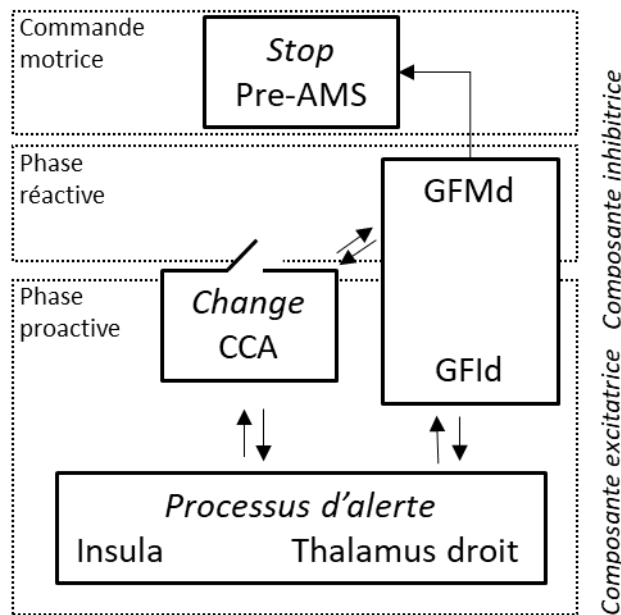 Commande
motrice
Stop
Pre-AMS
Phase
réactive
GFMd
Phase
proactive
Change
CCA
GFId
Processus d'alerte
Insula
Thalamus droit
Composante excitatrice
Composante inhibitrice